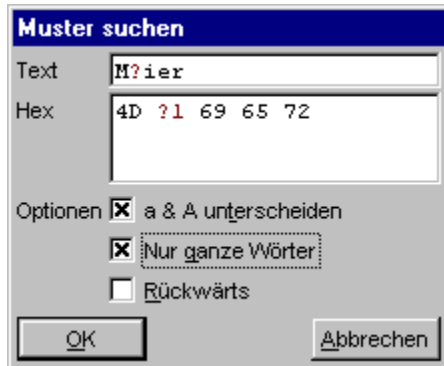 Muster suchen
Text M?ier
Hex 4D ?1 69 65 72
Optionen a & A unterscheiden
Nur ganze Wörter
Rückwärts
OK Abbrechen